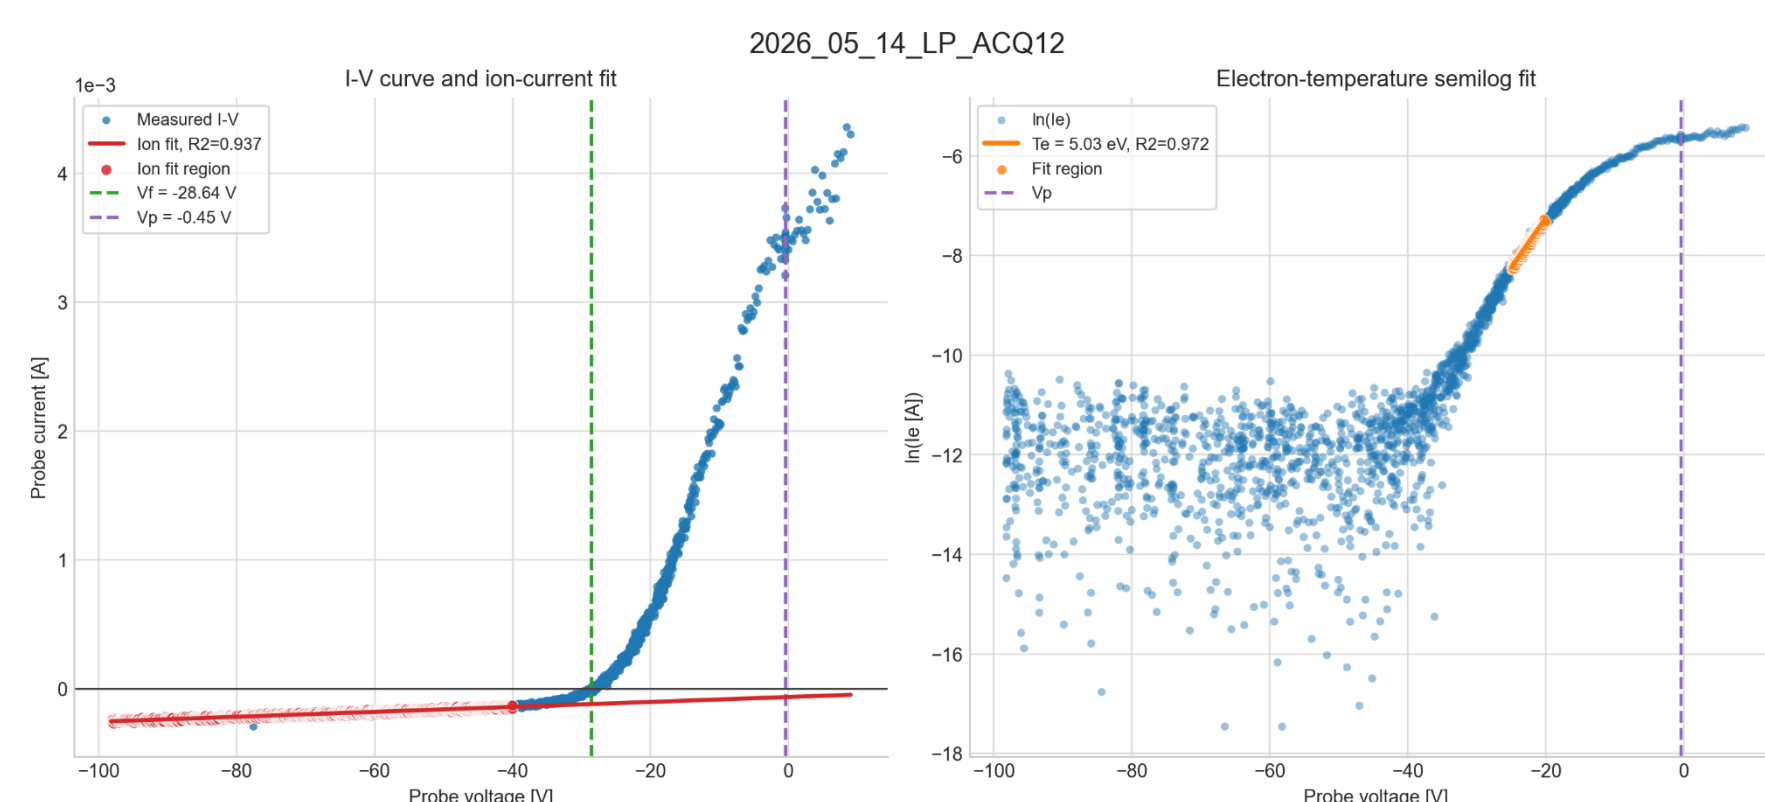 2026_05_14_LP_ACQ12
I-V curve and ion-current fit
1e−3
Measured I-V
Ion fit, R2=0.937
Ion fit region
Vf = -28.64 V
Vp = -0.45 V
4
3
2
1
0
Probe current [A]
−100
−80
−60
−40
−20
0
Probe voltage [V]
Electron-temperature semilog fit
ln(Ie)
Te = 5.03 eV, R2=0.972
Fit region
Vp
−6
−8
−10
−12
−14
−16
−18
ln(Ie [A])
−100
−80
−60
−40
−20
0
Probe voltage [V]